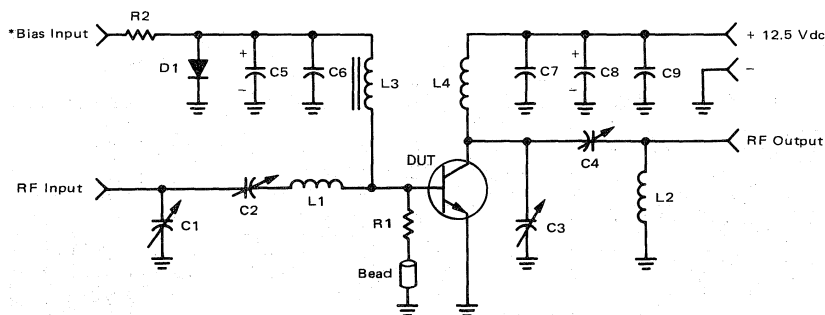 R2
*Bias Input
+ 12.5 Vdc
D1
+
C5
-
C6
L3
L4
C7
+
C8
-
C9
-
DUT
C4
RF Output
RF Input
C2
L1
C1
R1
C3
L2
Bead